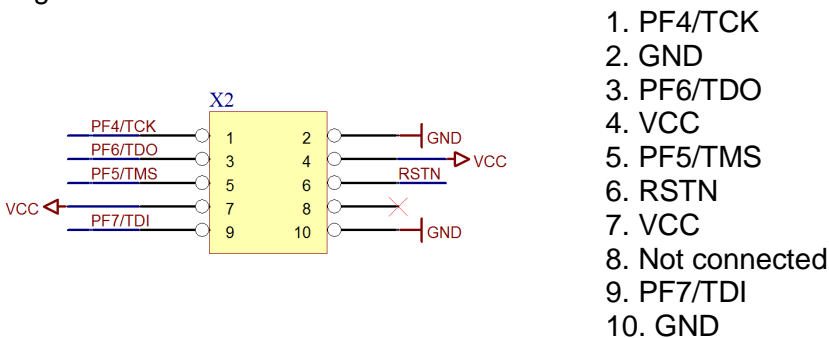 X2
PF4/TCK 1 2 GND
PF6/TDO 3 4 VCC
PF5/TMS 5 6 RSTN
VCC 7 8
PF7/TDI 9 10 GND
1. PF4/TCK
2. GND
3. PF6/TDO
4. VCC
5. PF5/TMS
6. RSTN
7. VCC
8. Not connected
9. PF7/TDI
10. GND